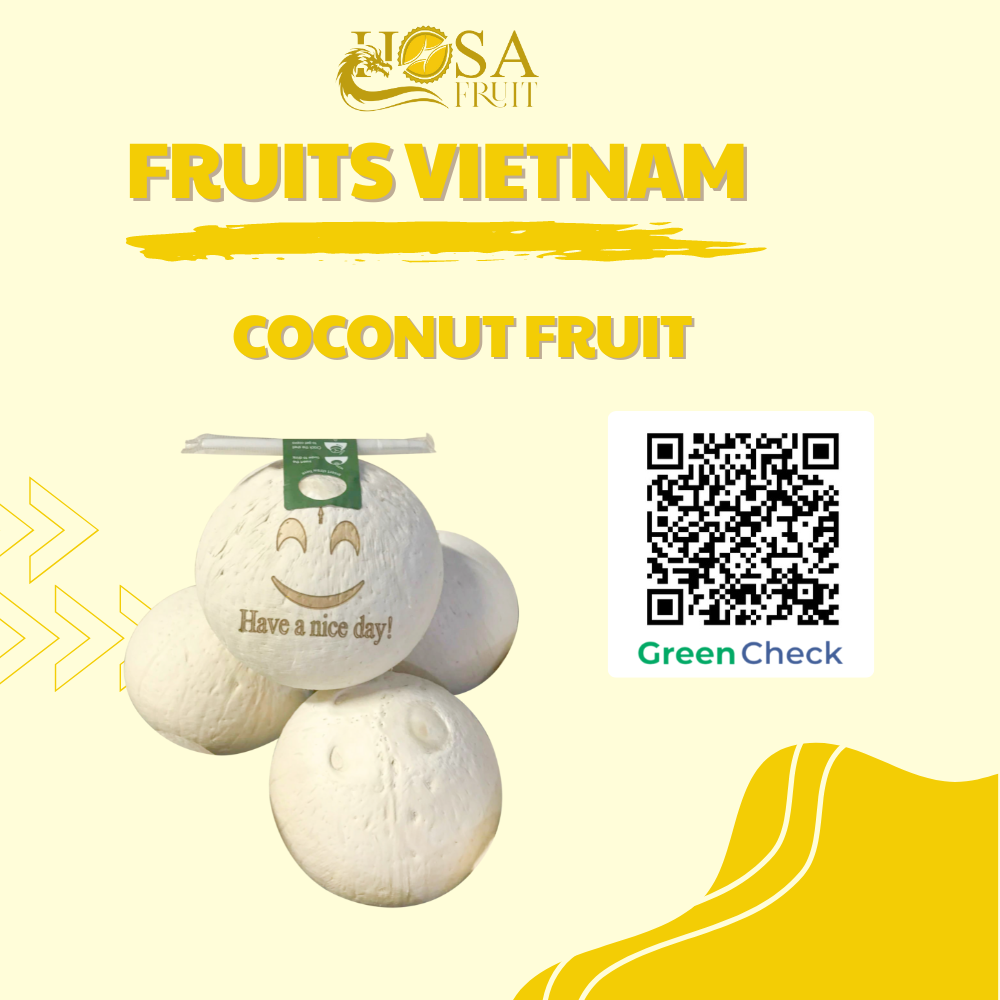 HOSA
FRUIT
FRUITS VIETNAM
COCONUT FRUIT
Have a nice day!
Green Check